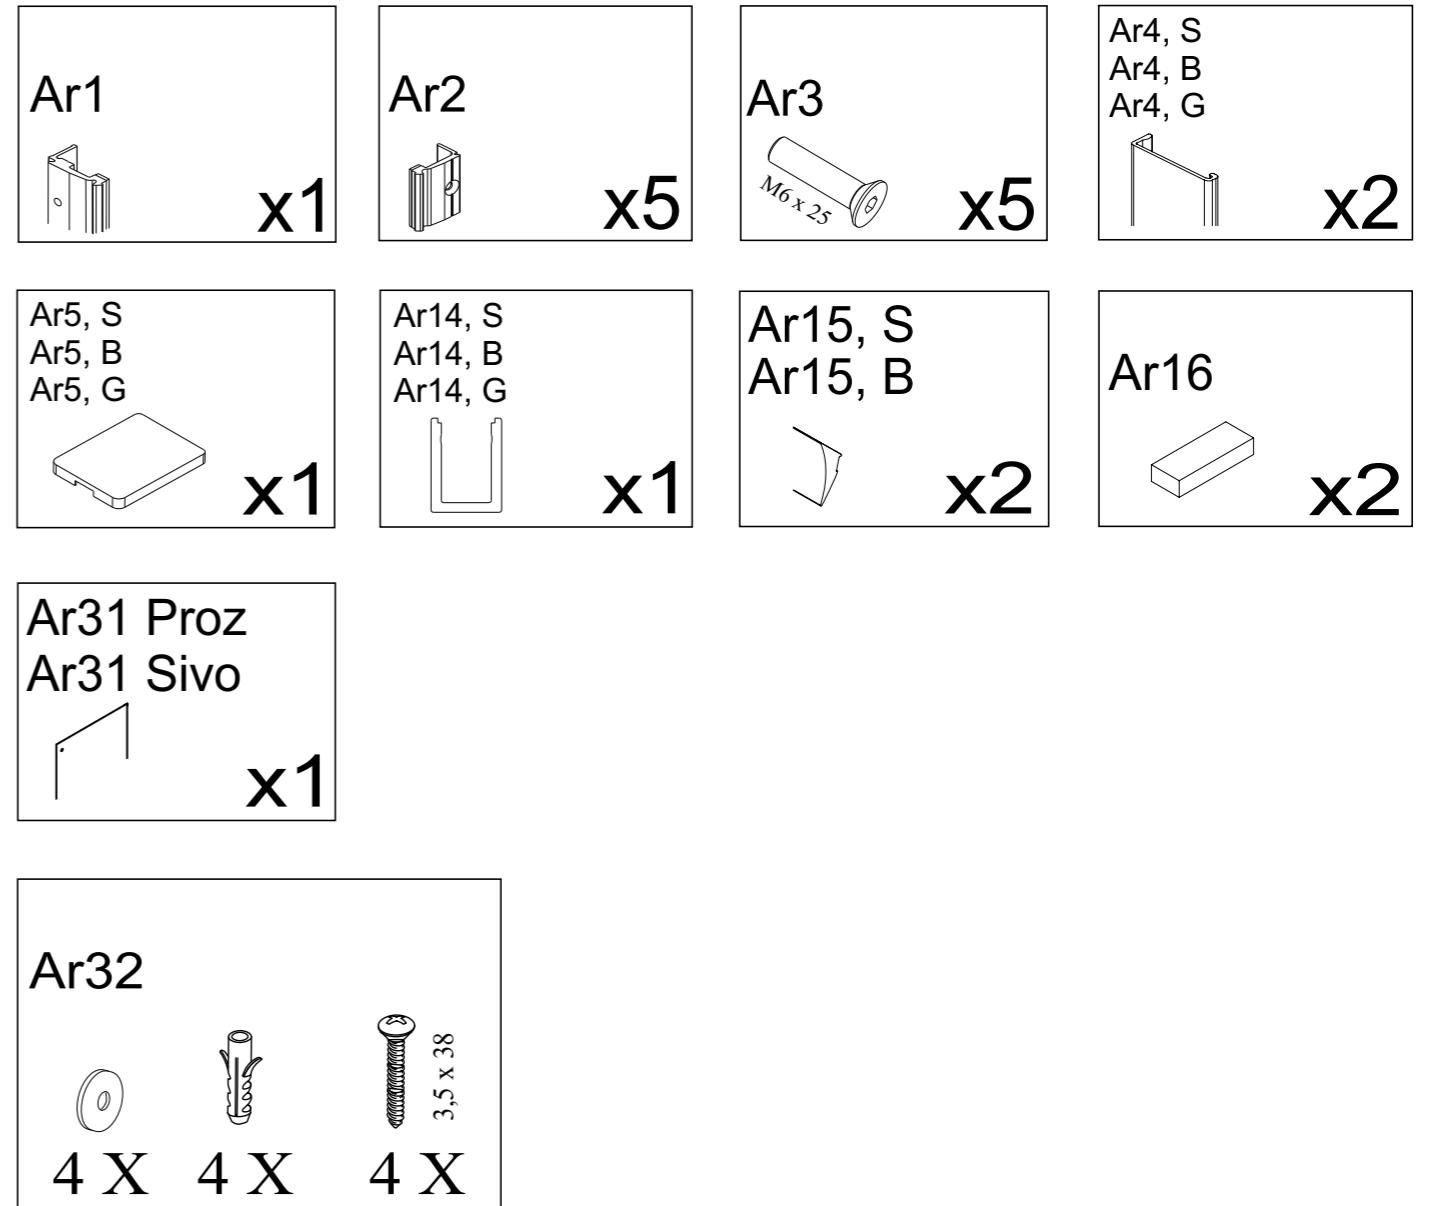 Ar1
x1
Ar2
x5
Ar3
M6 x 25
x5
Ar4, S
Ar4, B
Ar4, G
x2
Ar5, S
Ar5, B
Ar5, G
x1
Ar14, S
Ar14, B
Ar14, G
x1
Ar15, S
Ar15, B
x2
Ar16
x2
Ar31 Proz
Ar31 Sivo
x1
Ar32
3,5 x 38
4 X 4 X 4 X